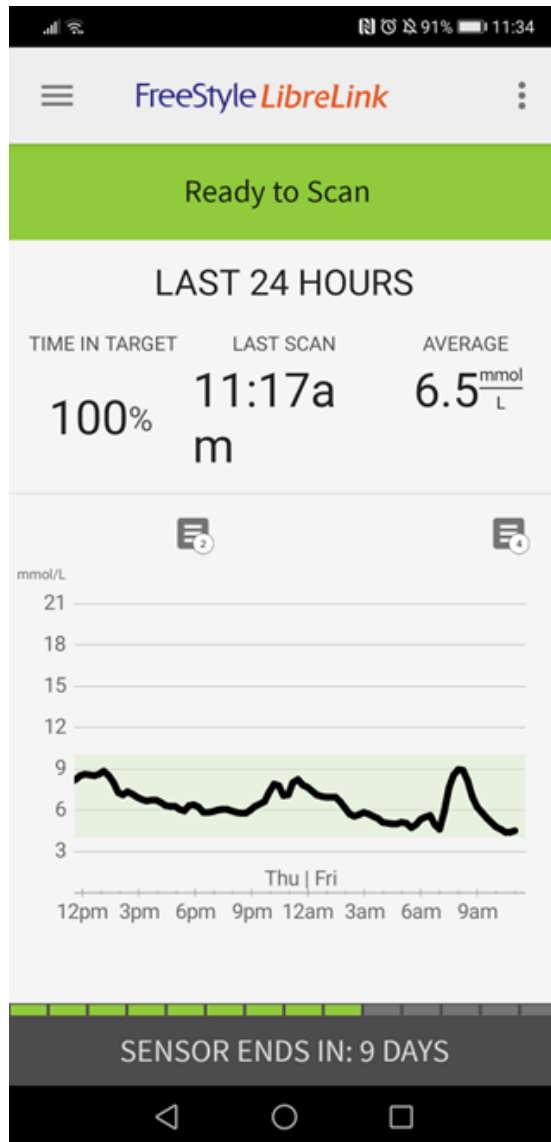 91% 11:34
FreeStyle LibreLink
Ready to Scan
LAST 24 HOURS
TIME IN TARGET LAST SCAN AVERAGE
100% 11:17a
m 6.5 mmol
L
2 4
mmol/L
21
18
15
12
9
6
3
Thu | Fri
12pm 3pm 6pm 9pm 12am 3am 6am 9am
SENSOR ENDS IN: 9 DAYS